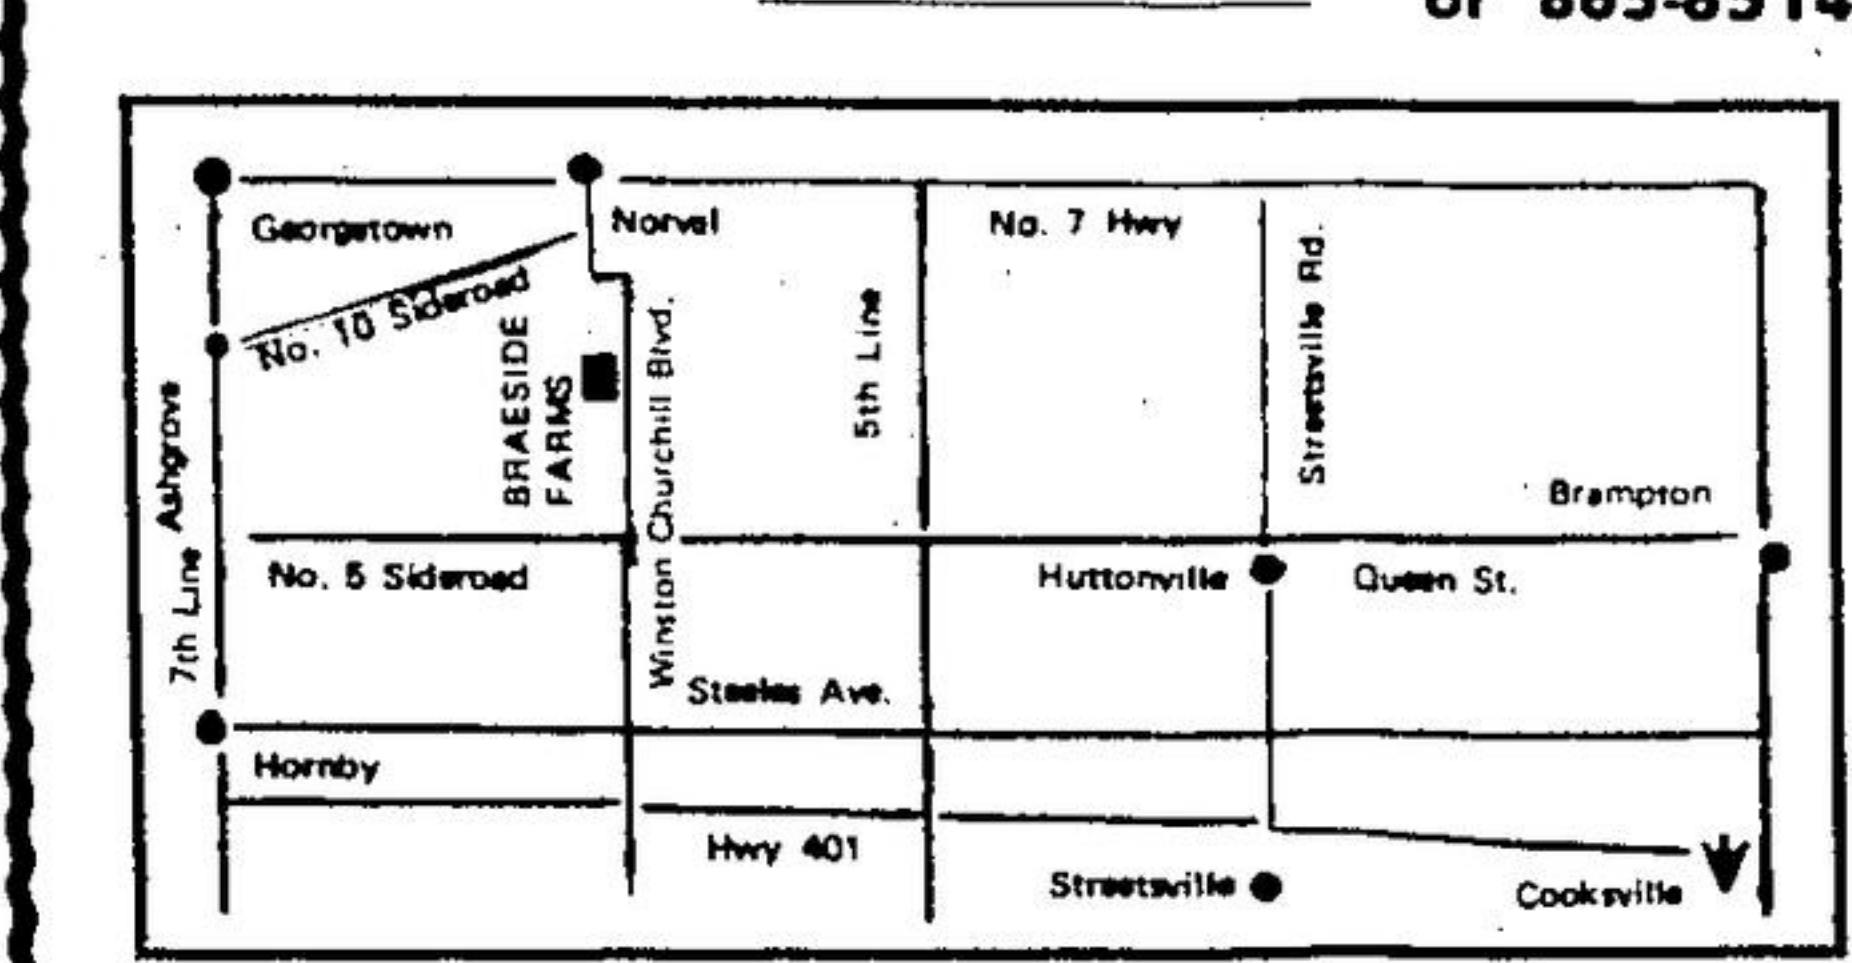 or
Georgetown
Norval
No. 7 Hwy
No. 10 Sideroad
BRAESIDE
FARMS
Winston Churchill Blvd.
5th Line
Streetsville Rd.
Ashgrove
7th Line
Brampton
No. 5 Sideroad
Huttonville
Queen St.
Steeles Ave.
Hornby
Hwy 401
Streetsville
Cooksville